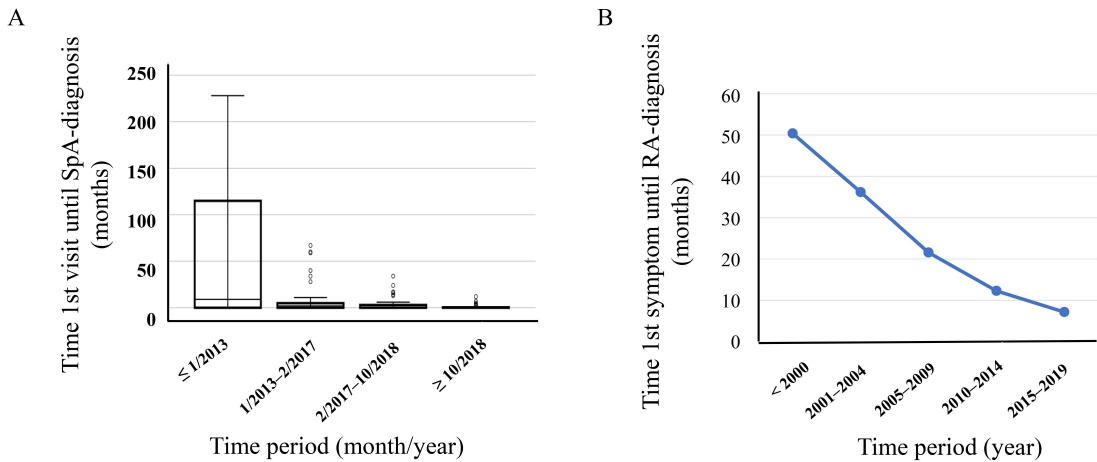 A
Time 1st visit until SpA-diagnosis
(months)
250
200
150
100
50
0
≤ 1/2013
1/2013–2/2017
2/2017–10/2018
≥ 10/2018
Time period (month/year)
B
Time 1st symptom until RA-diagnosis
(months)
60
50
40
30
20
10
0
< 2000
2001–2004
2005–2009
2010–2014
2015–2019
Time period (year)